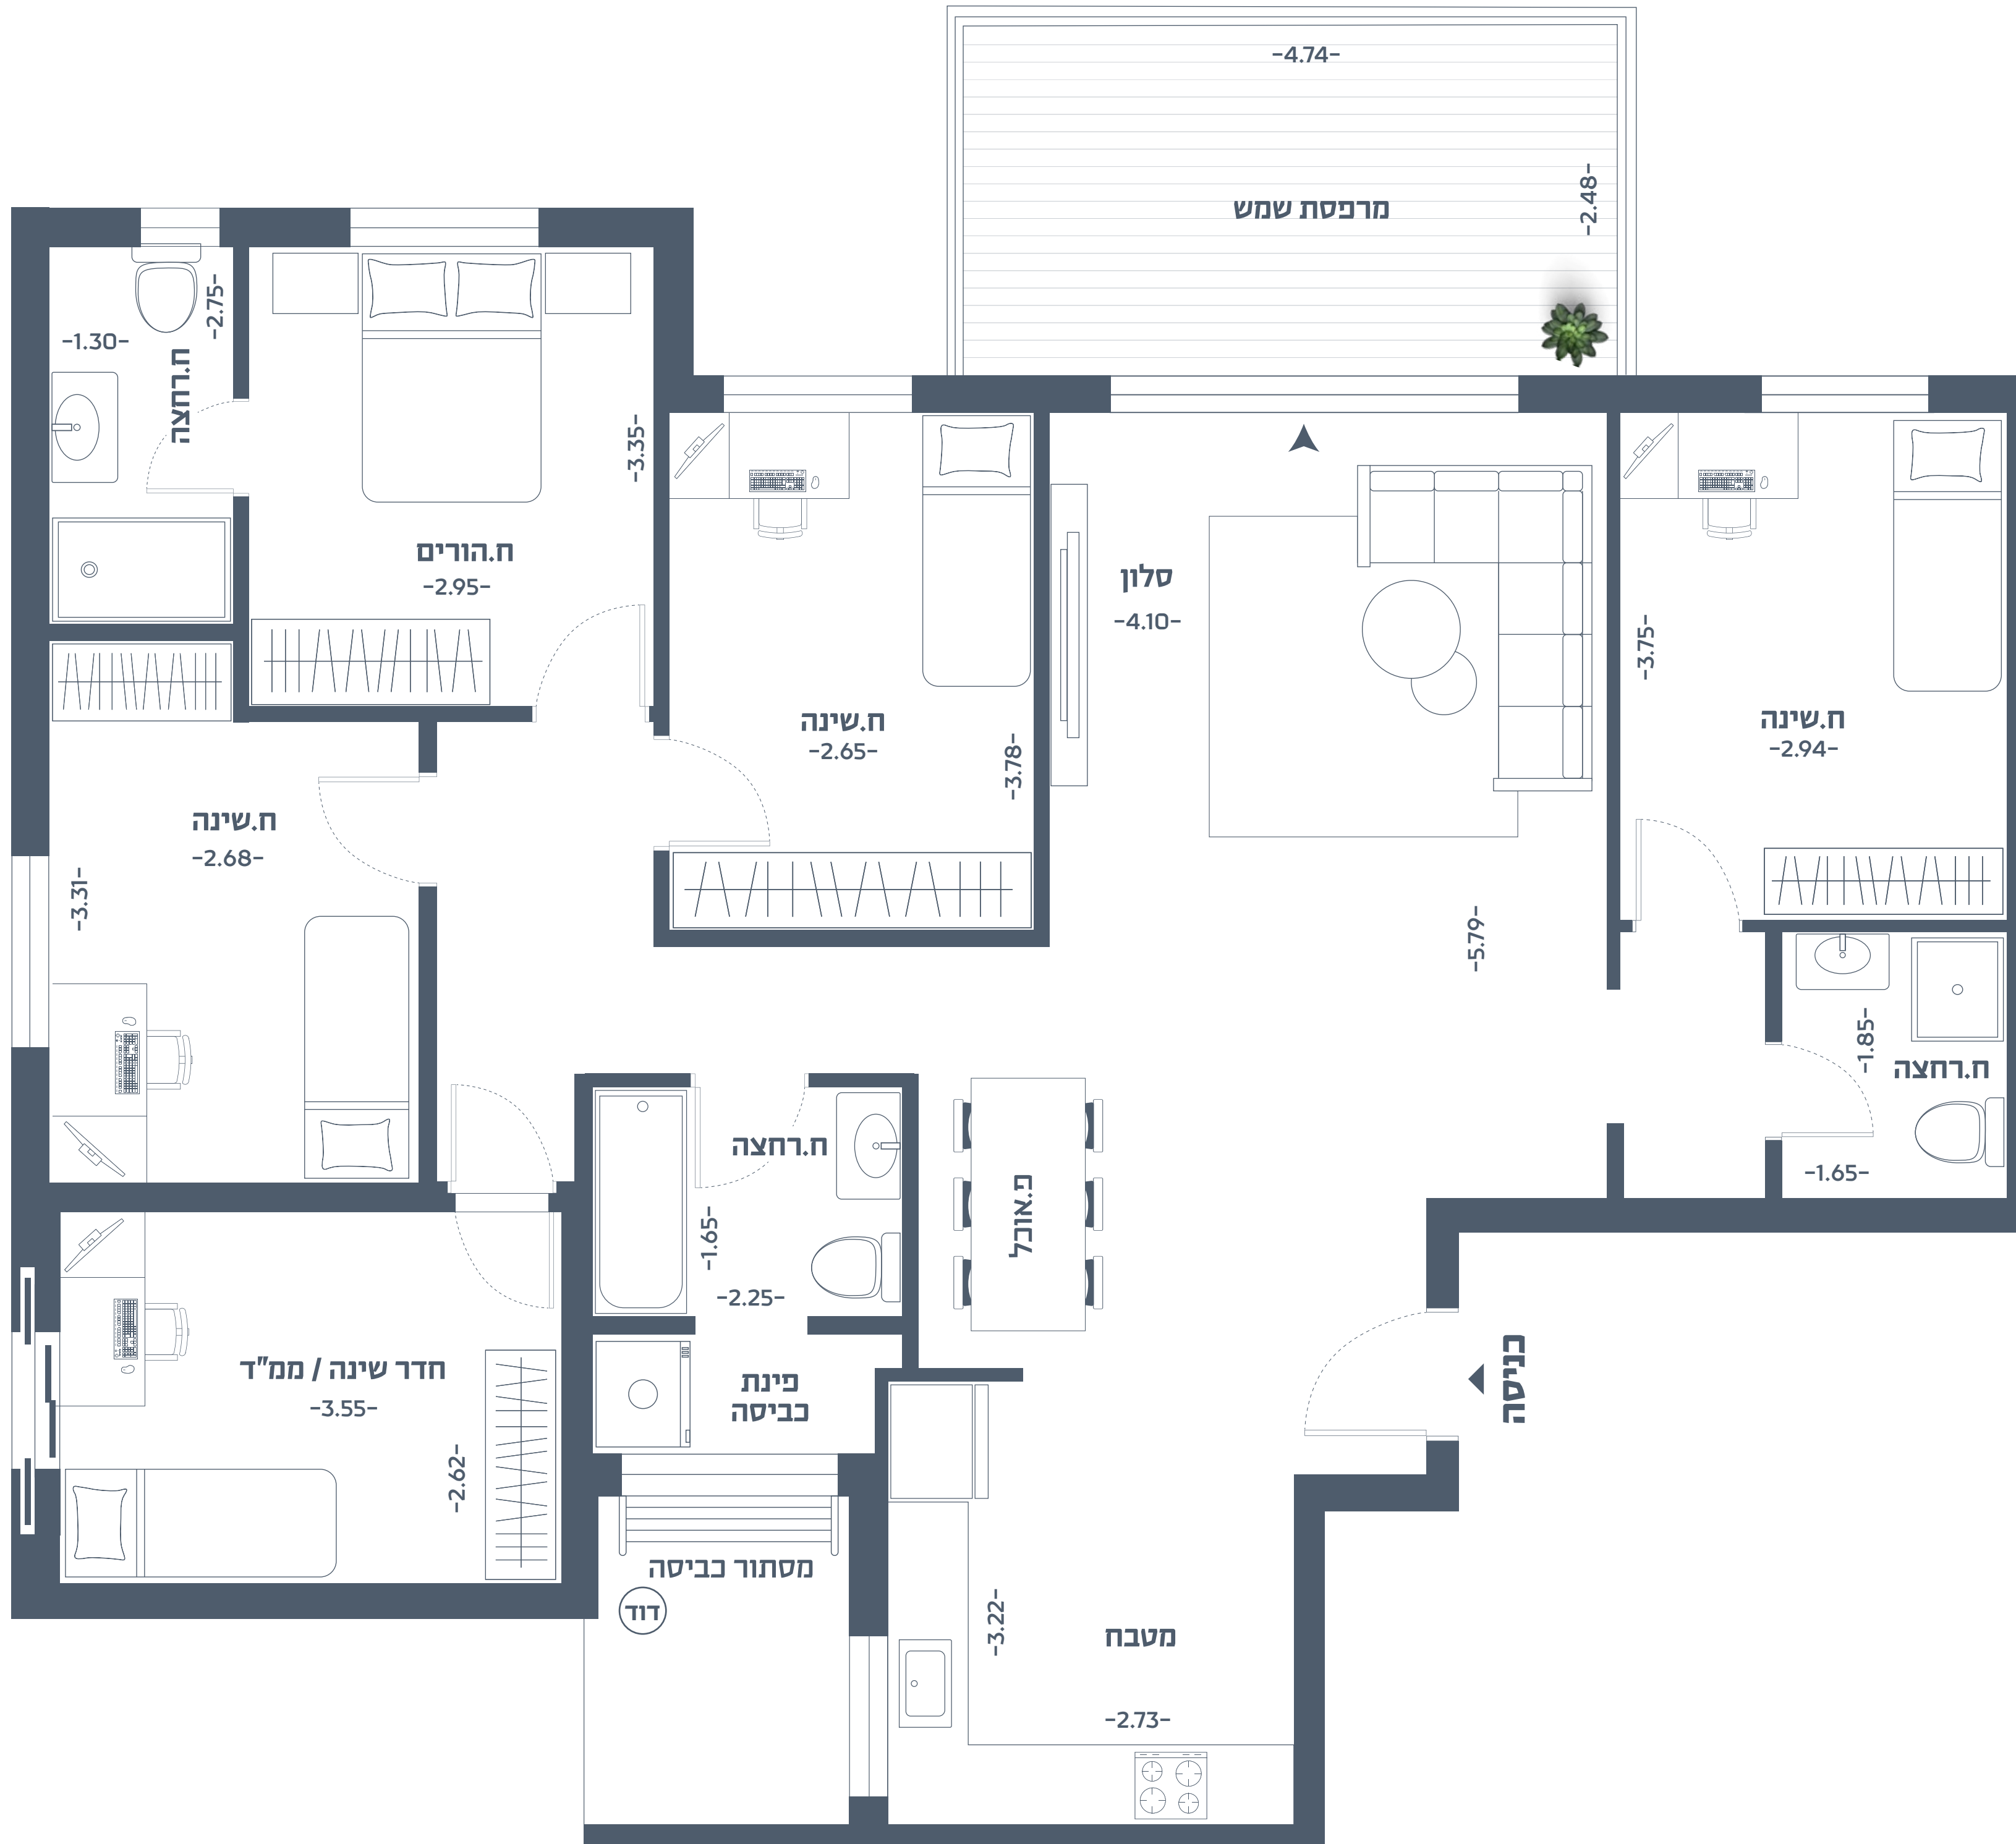 -4.74-
-2.48-
מרפסת שמש
-2.75-
-1.30-
ח.רחצה
-3.35-
ח.הורים
-2.95-
סלון
-4.10-
-3.75-
ח.שינה
-2.65-
-3.78-
ח.שינה
-2.94-
ח.שינה
-2.68-
-3.31-
-5.79-
-1.85-
ח.רחצה
-1.65-
ח.רחצה
-1.65-
-2.25-
פ.אוכל
כניסה
חדר שינה / ממ"ד
-3.55-
-2.62-
פינת
כביסה
מסתור כביסה
דוד
-3.22-
מטבח
-2.73-